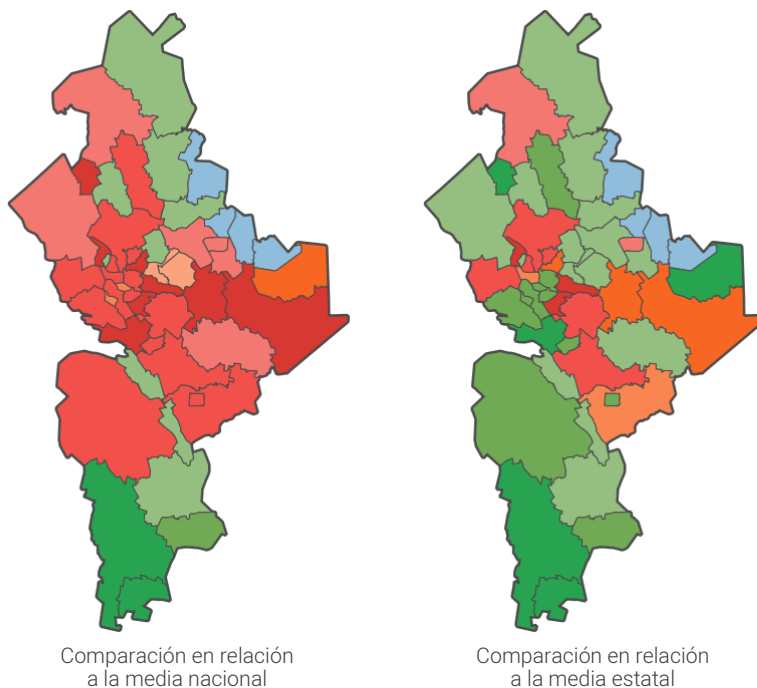 Comparación en relación
a la media nacional
Comparación en relación
a la media estatal